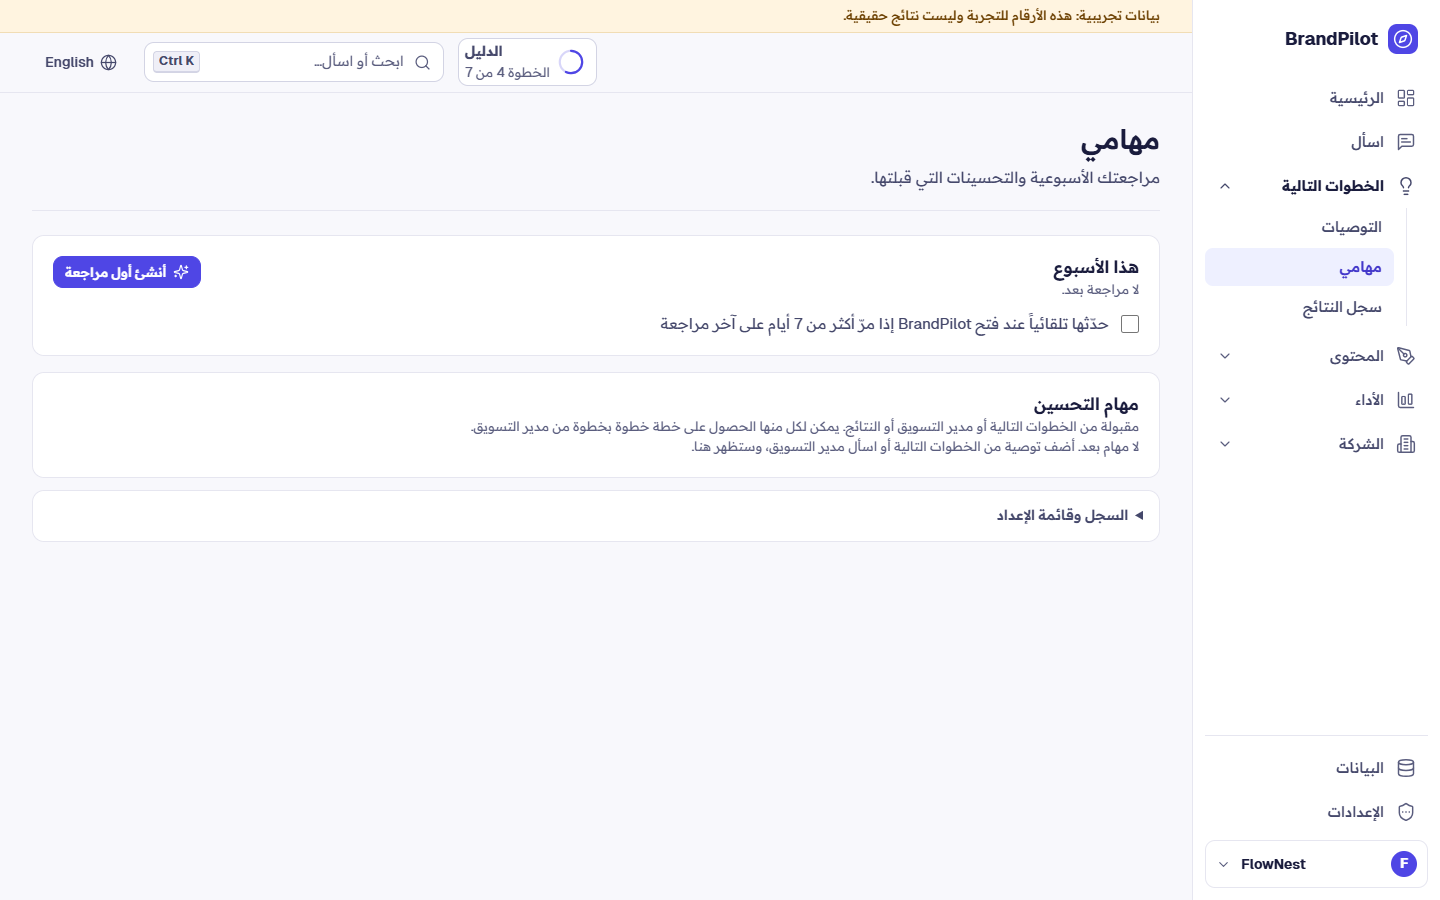 بيانات تجريبية: هذه الأرقام للتجربة وليست نتائج حقيقية.
BrandPilot
الرئيسية
اسأل
الخطوات التالية
التوصيات
مهامي
سجل النتائج
المحتوى
الأداء
الشركة
البيانات
الإعدادات
F FlowNest
الدليل
الخطوة 4 من 7
ابحث أو اسأل...
Ctrl K
English
مهامي
مراجعتك الأسبوعية والتحسينات التي قبلتها.
هذا الأسبوع
لا مراجعة بعد.
أنشئ أول مراجعة
حدّثها تلقائياً عند فتح BrandPilot إذا مرّ أكثر من 7 أيام على آخر مراجعة
مهام التحسين
مقبولة من الخطوات التالية أو مدير التسويق أو النتائج. يمكن لكل منها الحصول على خطة خطوة بخطوة من مدير التسويق.
لا مهام بعد. أضف توصية من الخطوات التالية أو اسأل مدير التسويق، وستظهر هنا.
السجل وقائمة الإعداد